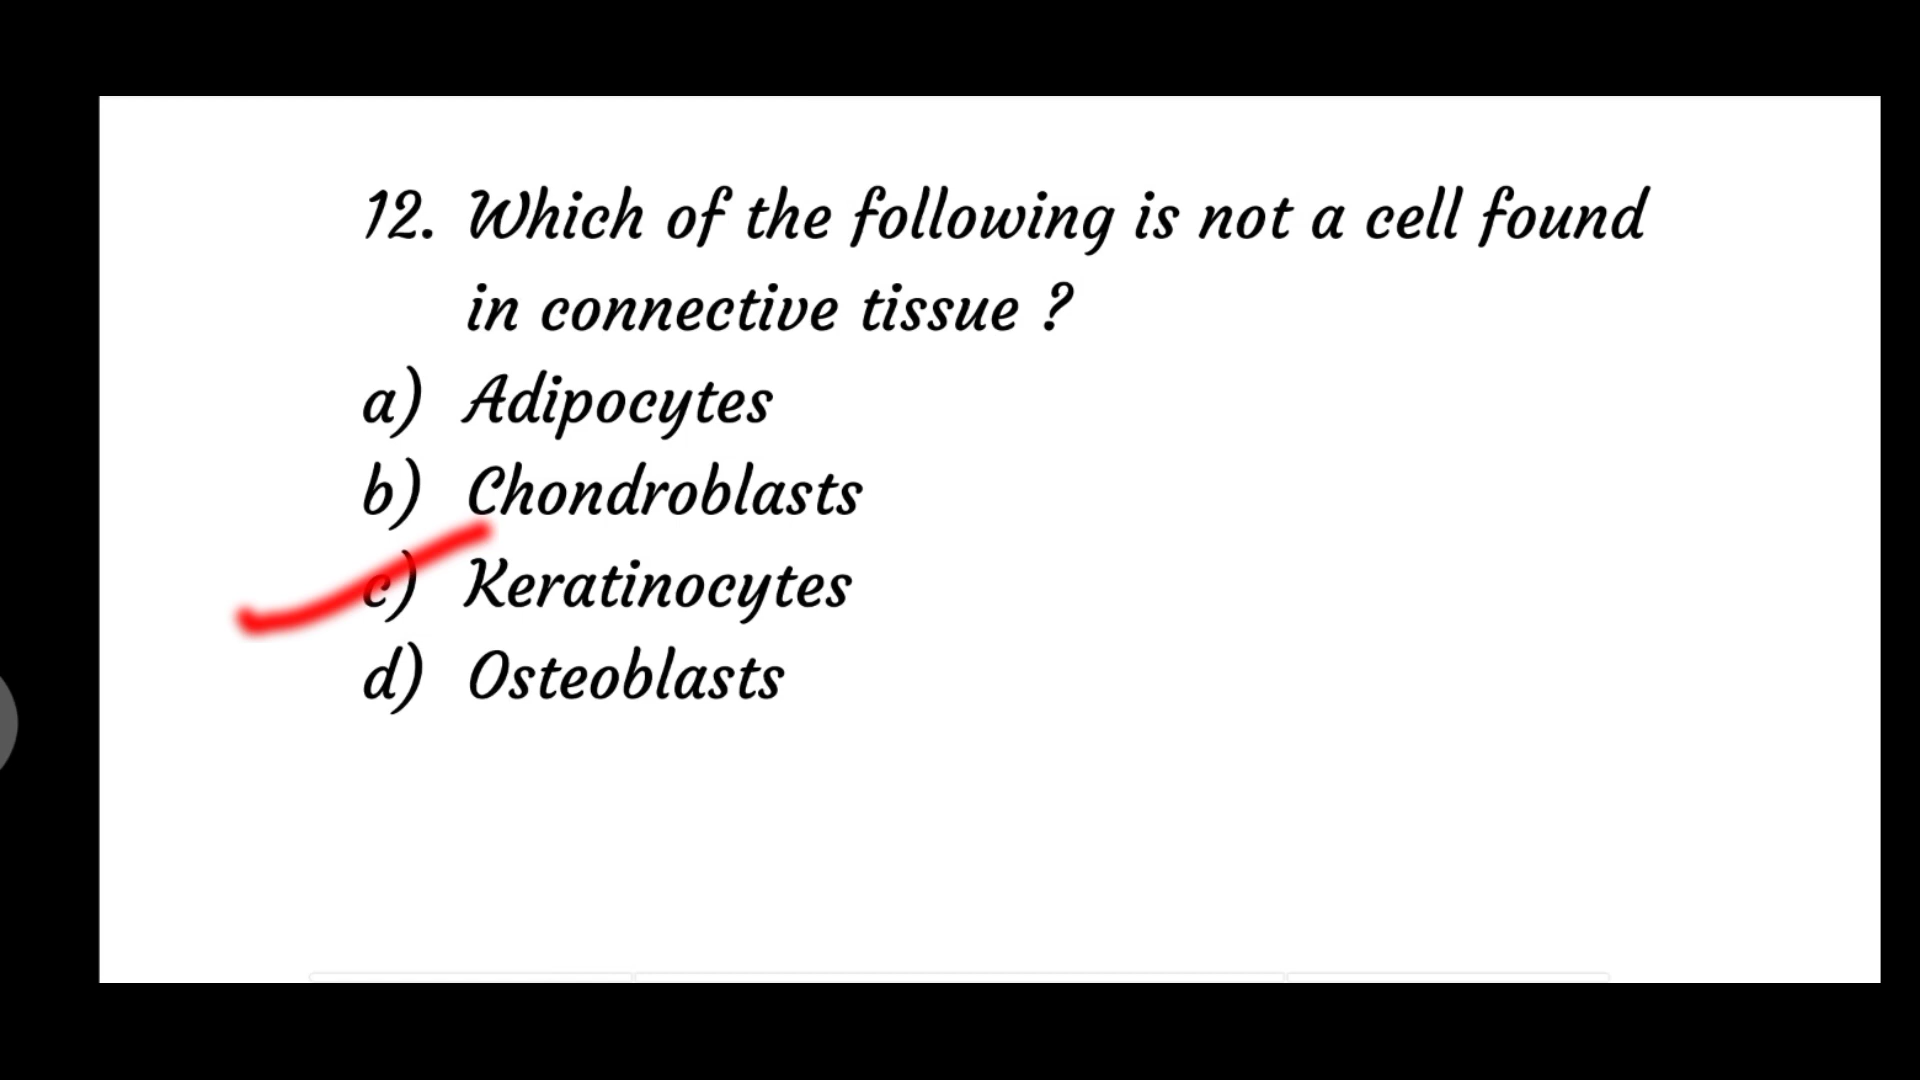 12. Which of the following is not a cell found
in connective tissue ?
a) Adipocytes
b) Chondroblasts
c) Keratinocytes
d) Osteoblasts